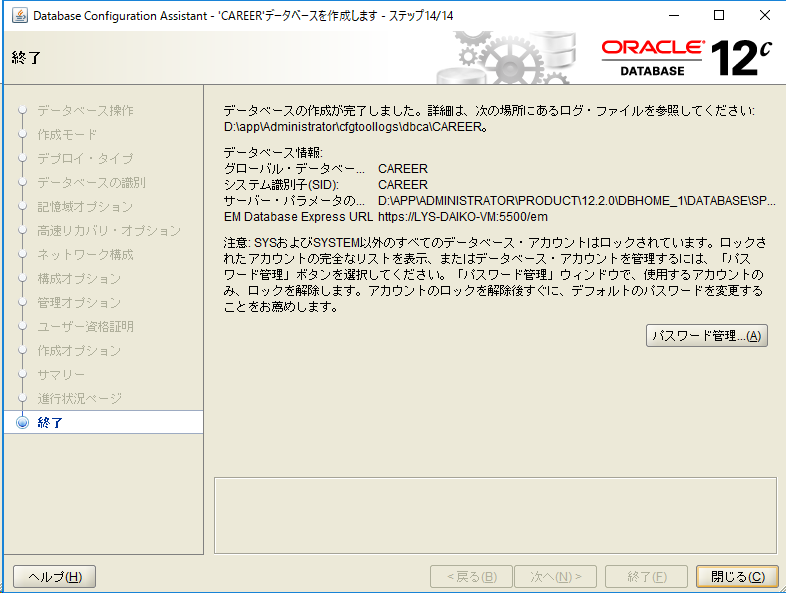 Database Configuration Assistant - 'CAREER'データベースを作成します - ステップ14/14
終了
ORACLE®
DATABASE
12c
データベース操作
作成モード
デプロイ・タイプ
データベースの識別
記憶域オプション
高速リカバリ・オプション
ネットワーク構成
構成オプション
管理オプション
ユーザー資格証明
作成オプション
サマリー
進行状況ページ
終了
データベースの作成が完了しました。詳細は、次の場所にあるログ・ファイルを参照してください:
D:\app\Administrator\cfgtoollogs\dbca\CAREER。
データベース情報:
グローバル・データベー... CAREER
システム識別子(SID): CAREER
サーバー・パラメータの... D:\APP\ADMINISTRATOR\PRODUCT\12.2.0\DBHOME_1\DATABASE\SP...
EM Database Express URL https://LYS-DAIKO-VM:5500/em
注意: SYSおよびSYSTEM以外のすべてのデータベース・アカウントはロックされています。ロックさ
れたアカウントの完全なリストを表示、またはデータベース・アカウントを管理するには、「パス
ワード管理」ボタンを選択してください。「パスワード管理」ウィンドウで、使用するアカウントの
み、ロックを解除します。アカウントのロックを解除後すぐに、デフォルトのパスワードを変更する
ことをお薦めします。
パスワード管理...(A)
ヘルプ(H)
<戻る(B)
次へ(N)>
終了(F)
閉じる(C)